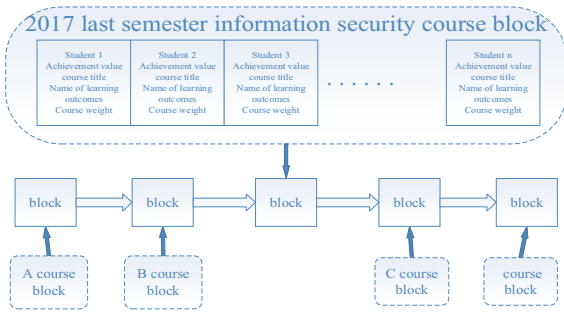 2017 last semester information security course block
Student 1
Achievement value
course title
Name of learning
outcomes
Course weight
Student 2
Achievement value
course title
Name of learning
outcomes
Course weight
Student 3
Achievement value
course title
Name of learning
outcomes
Course weight
. . . . . .
Student n
Achievement value
course title
Name of learning
outcomes
Course weight
block
block
block
block
block
A course
block
B course
block
C course
block
course
block